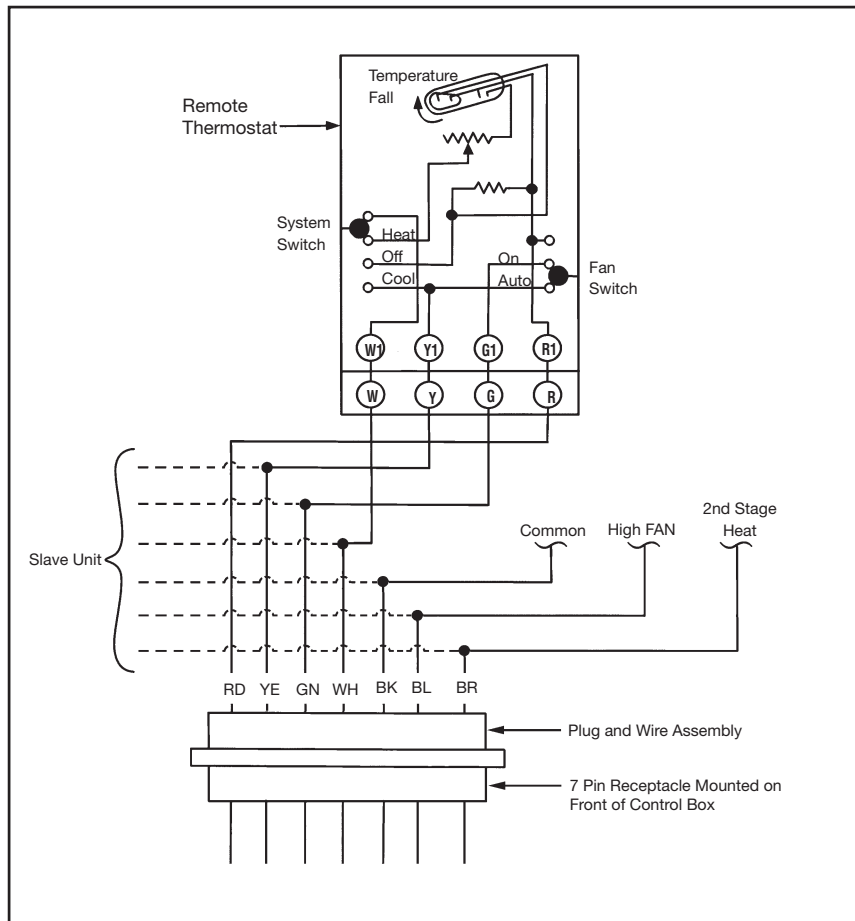 Temperature
Fall
Remote
Thermostat
System
Switch
Heat
Off
Cool
On
Auto
Fan
Switch
W1
Y1
G1
R1
W
Y
G
R
Slave Unit
Common
High FAN
2nd Stage
Heat
RD
YE
GN
WH
BK
BL
BR
Plug and Wire Assembly
7 Pin Receptacle Mounted on
Front of Control Box